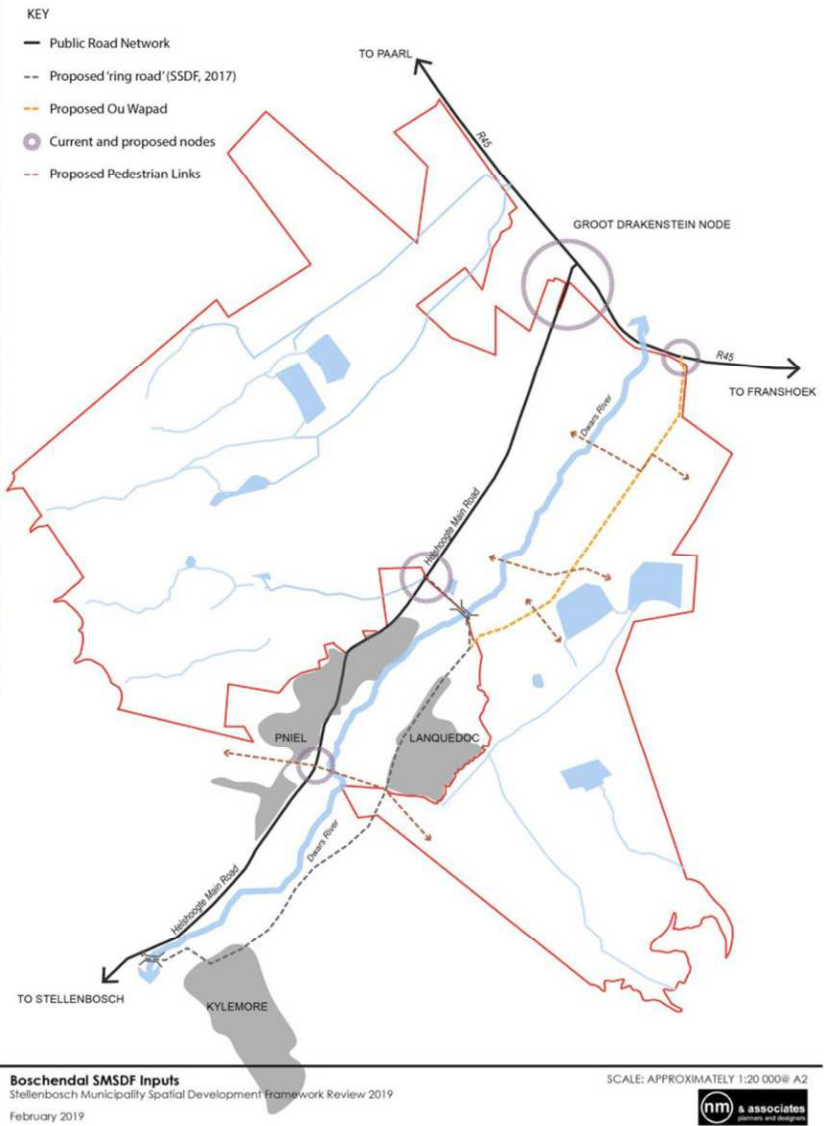 KEY
Public Road Network
Proposed 'ring road' (SSDF, 2017)
Proposed Ou Wapad
Current and proposed nodes
Proposed Pedestrian Links
TO PAARL
R45
GROOT DRAKENSTEIN NODE
R45
TO FRANSHOEK
Dwars River
Helshoogte Main Road
PNIEL
LANQUEDOC
Dwars River
Helshoogte Main Road
TO STELLENBOSCH
KYLEMORE
Boschendal SMSDF Inputs
Stellenbosch Municipality Spatial Development Framework Review 2019
February 2019
SCALE: APPROXIMATELY 1:20 000@ A2
nm & associates
planners and designers